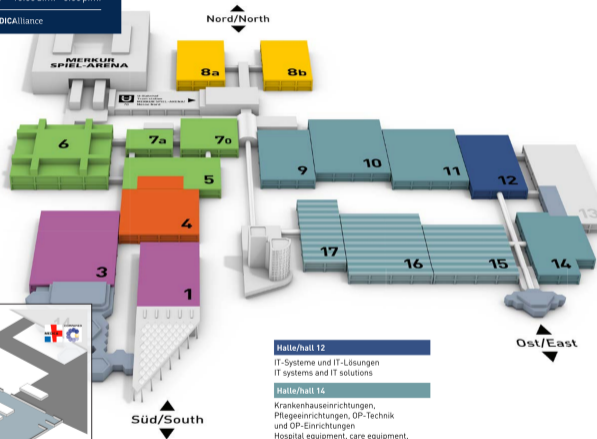 DICAlliance
Nord/North
MERKUR
SPIEL-ARENA
8a
8b
6
7a
7.0
5
4
3
1
9
10
11
12
13
14
17
16
15
Ost/East
Süd/South
Halle/hall 12
IT-Systeme und IT-Lösungen
IT systems and IT solutions
Halle/hall 14
Krankenhauseinrichtungen,
Pflegeeinrichtungen, OP-Technik
und OP-Einrichtungen
Hospital equipment, care equipment,